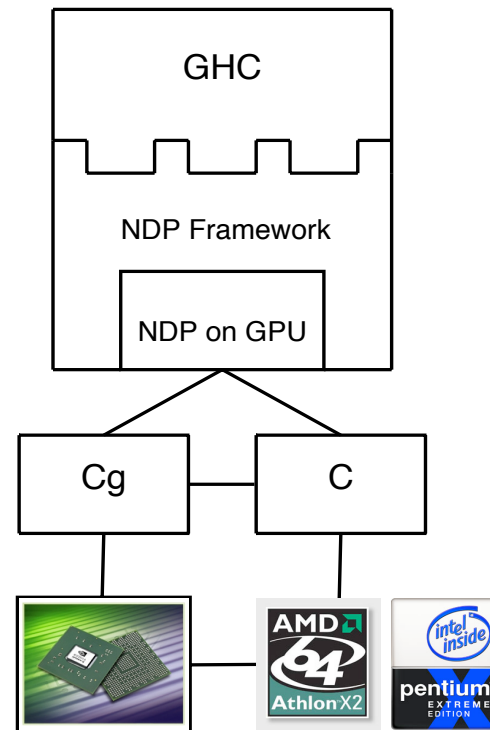 GHC
NDP Framework
NDP on GPU
Cg
C
AMD
64
Athlon X2
intel
inside
pentium
EXTREME
EDITION